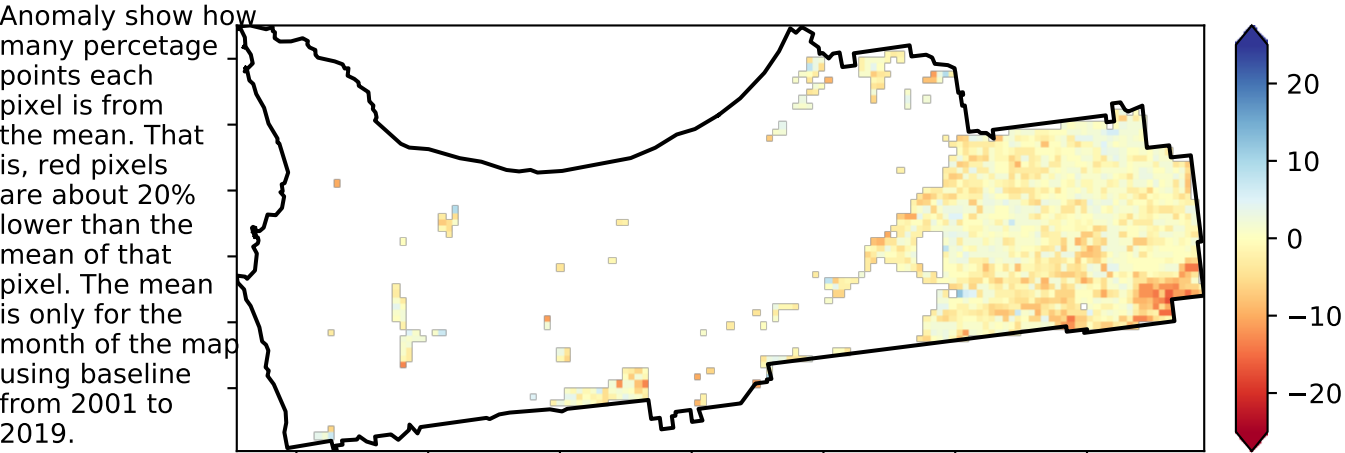 Anomaly show how
many percetage
points each
pixel is from
the mean. That
is, red pixels
are about 20%
lower than the
mean of that
pixel. The mean
is only for the
month of the map
using baseline
from 2001 to
2019.
20
10
0
−10
−20